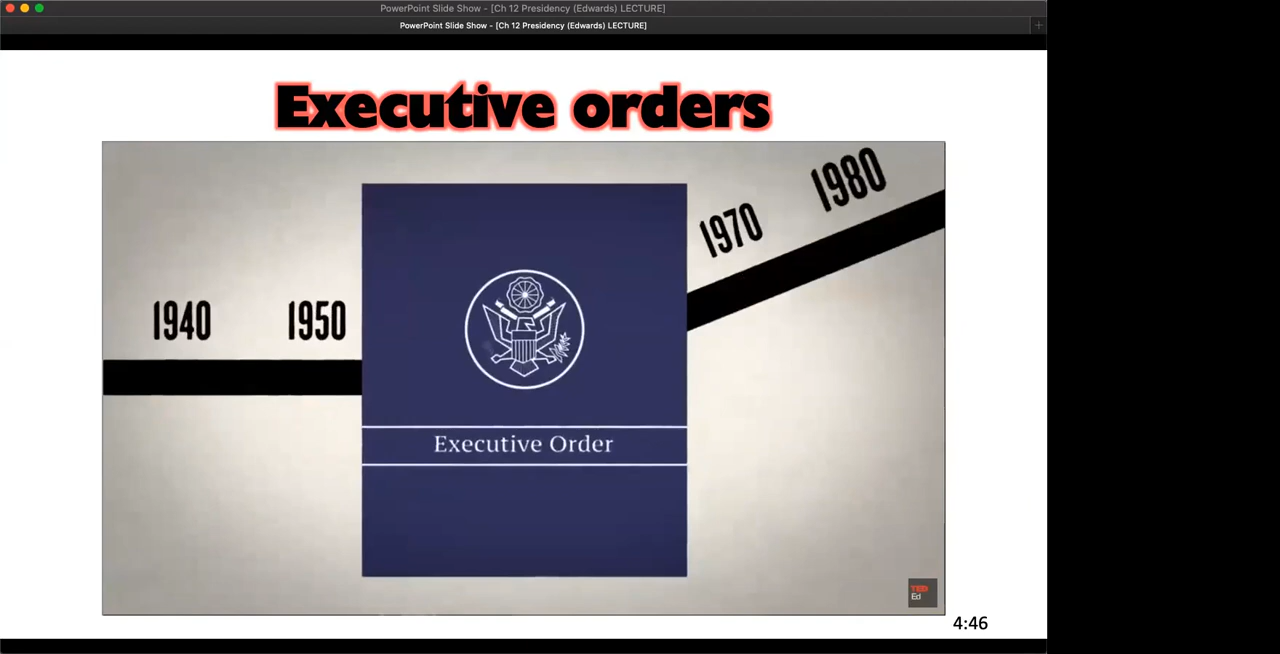 PowerPoint Slide Show - [Ch 12 Presidency (Edwards) LECTURE]
PowerPoint Slide Show - [Ch 12 Presidency (Edwards) LECTURE]
+
Executive orders
1940 1950 1970 1980
Executive Order
TED
Ed
4:46